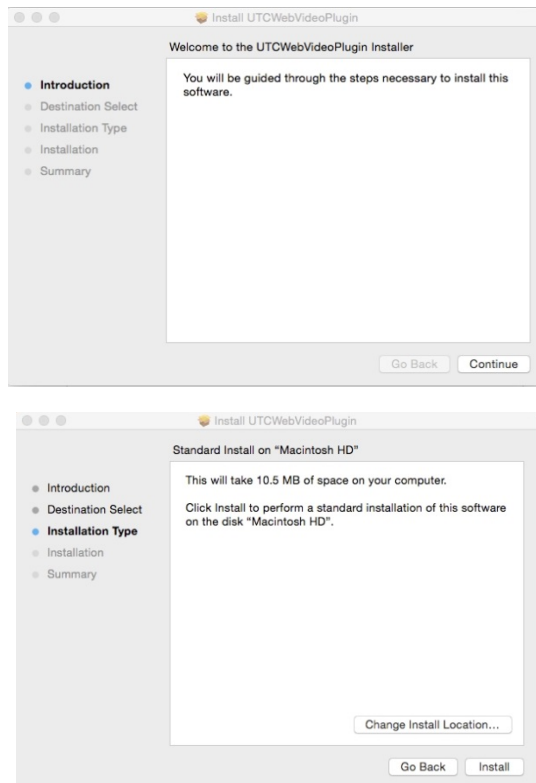 Install UTCWebVideoPlugin
Welcome to the UTCWebVideoPlugin Installer
Introduction
Destination Select
Installation Type
Installation
Summary
You will be guided through the steps necessary to install this
software.
Go Back
Continue
Install UTCWebVideoPlugin
Standard Install on “Macintosh HD”
Introduction
Destination Select
Installation Type
Installation
Summary
This will take 10.5 MB of space on your computer.
Click Install to perform a standard installation of this software
on the disk “Macintosh HD”.
Change Install Location...
Go Back
Install